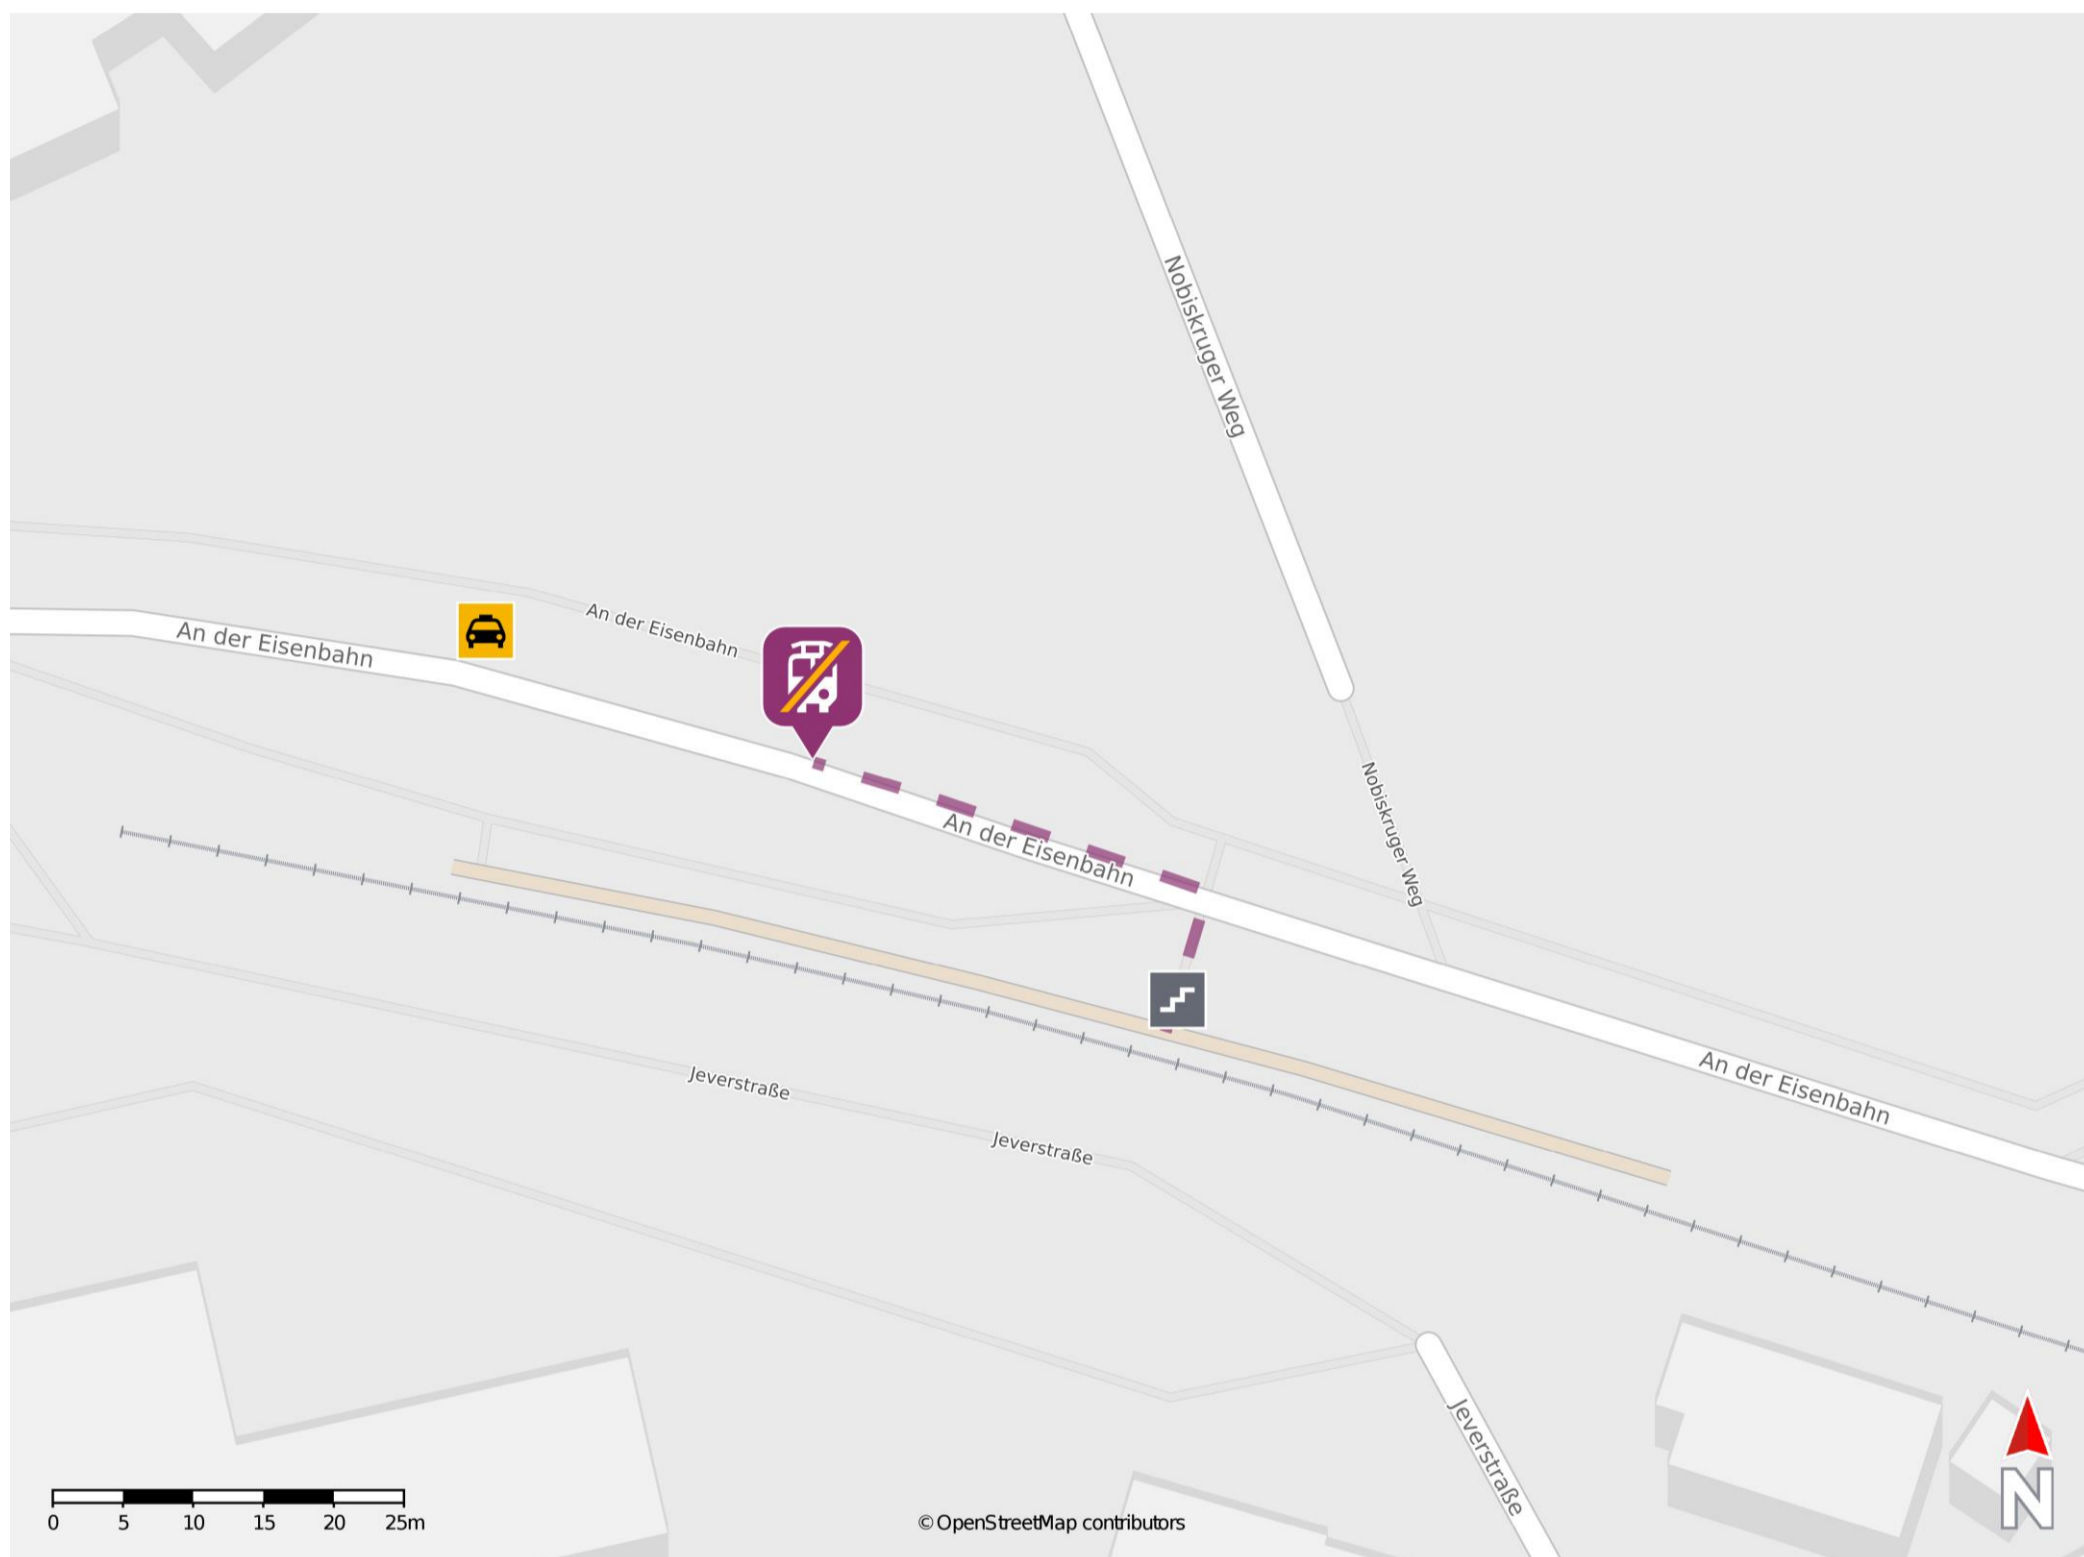 Nobiskruger Weg
An der Eisenbahn
An der Eisenbahn
Nobiskruger Weg
An der Eisenbahn
An der Eisenbahn
Jeverstraße
Jeverstraße
Jeverstraße
N
0 5 10 15 20 25m
© OpenStreetMap contributors